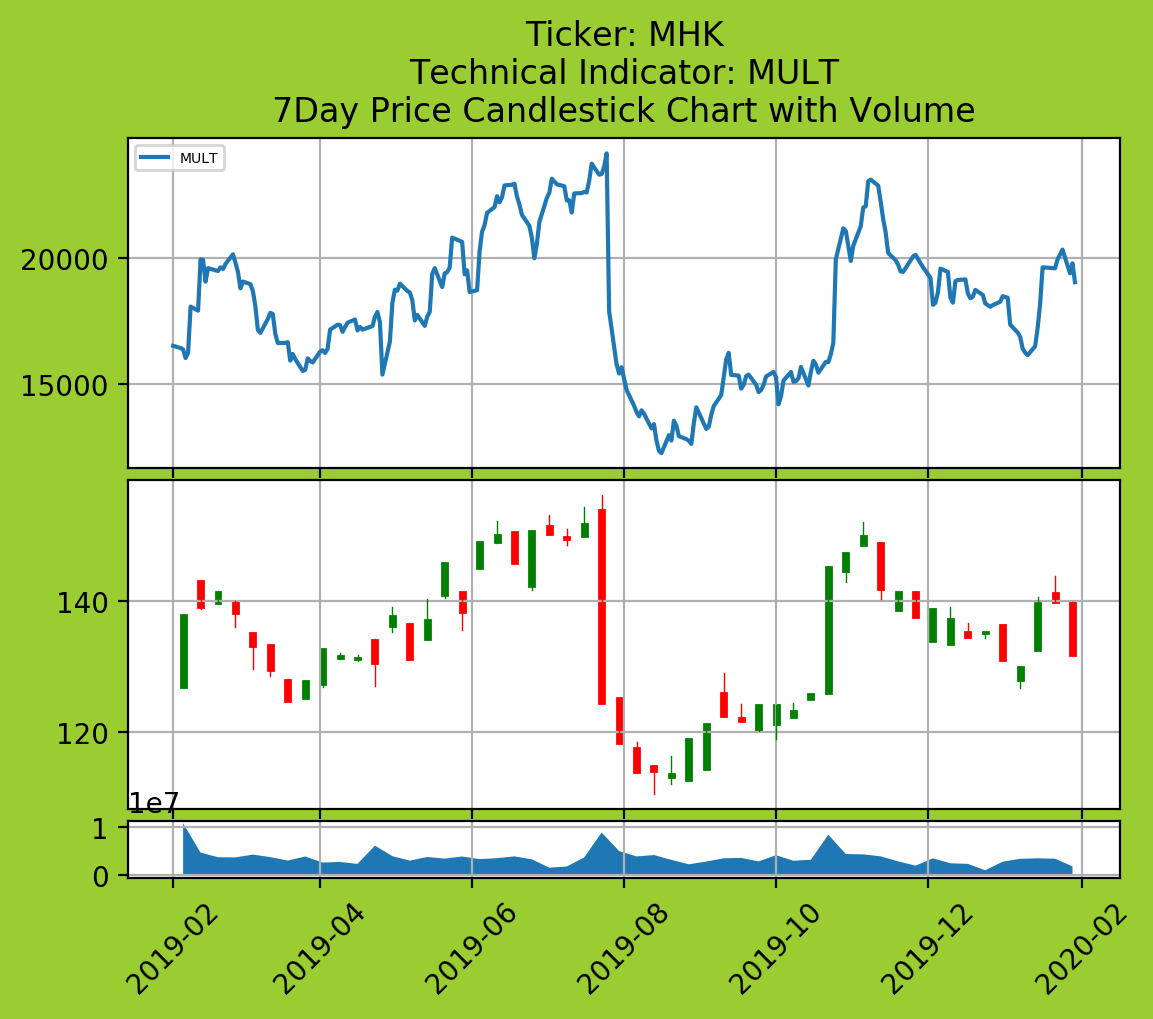 Ticker: MHK
Technical Indicator: MULT
7Day Price Candlestick Chart with Volume
MULT
20000
15000
140
120
1e7
1
0
2019-02
2019-04
2019-06
2019-08
2019-10
2019-12
2020-02